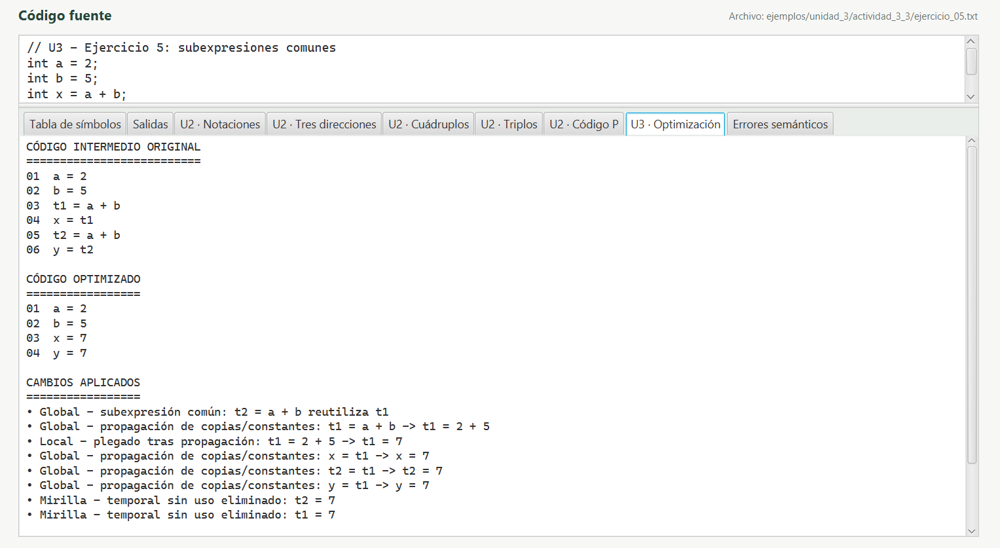 Código fuente
Archivo: ejemplos/unidad_3/actividad_3_3/ejercicio_05.txt
// U3 – Ejercicio 5: subexpresiones comunes
int a = 2;
int b = 5;
int x = a + b;
Tabla de símbolos Salidas U2 · Notaciones U2 · Tres direcciones U2 · Cuádruplos U2 · Triplos U2 · Código P U3 · Optimización Errores semánticos
CÓDIGO INTERMEDIO ORIGINAL
==========================
01  a = 2
02  b = 5
03  t1 = a + b
04  x = t1
05  t2 = a + b
06  y = t2
CÓDIGO OPTIMIZADO
=================
01  a = 2
02  b = 5
03  x = 7
04  y = 7
CAMBIOS APLICADOS
=================
• Global – subexpresión común: t2 = a + b reutiliza t1
• Global – propagación de copias/constantes: t1 = a + b -> t1 = 2 + 5
• Local – plegado tras propagación: t1 = 2 + 5 -> t1 = 7
• Global – propagación de copias/constantes: x = t1 -> x = 7
• Global – propagación de copias/constantes: t2 = t1 -> t2 = 7
• Global – propagación de copias/constantes: y = t1 -> y = 7
• Mirilla – temporal sin uso eliminado: t2 = 7
• Mirilla – temporal sin uso eliminado: t1 = 7